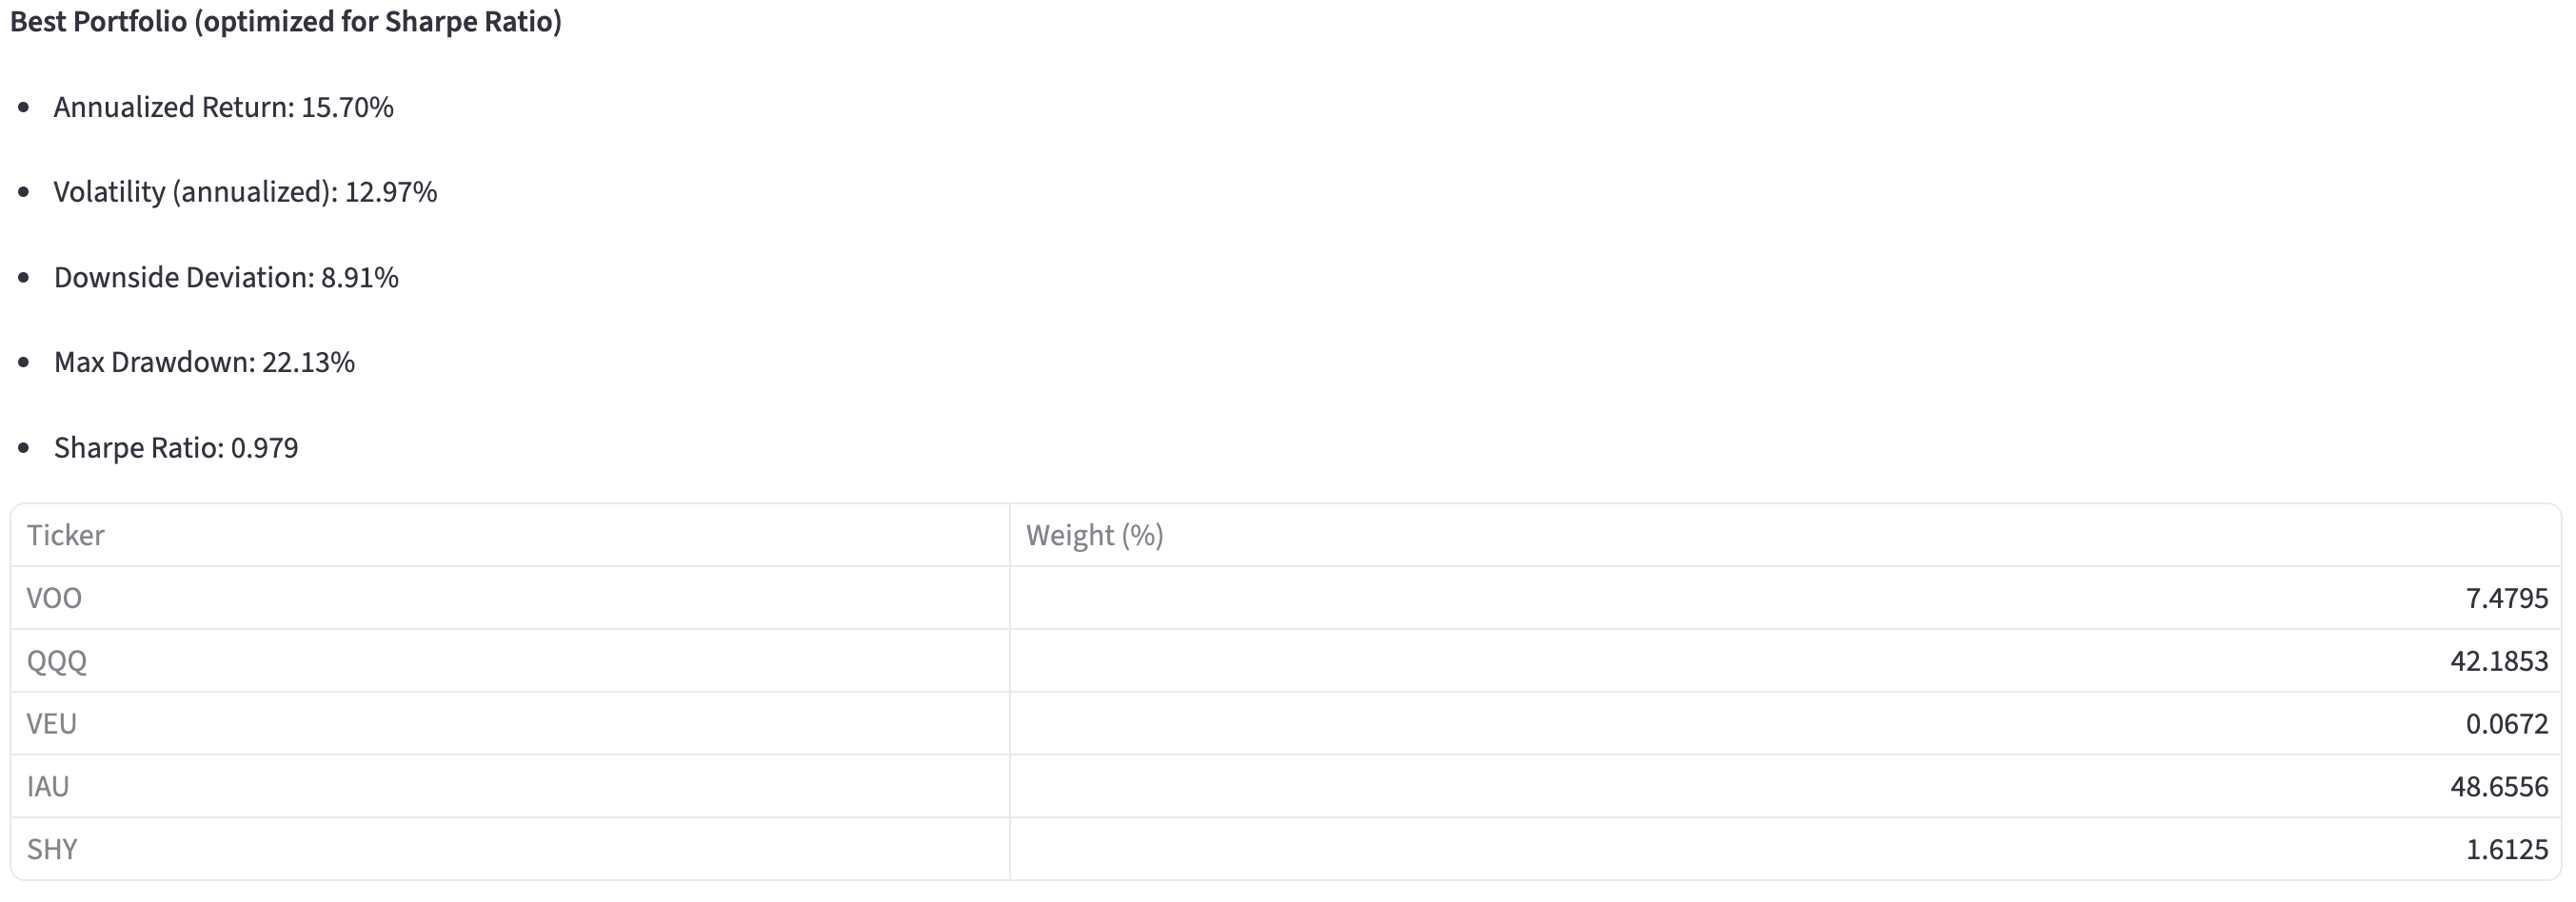 Best Portfolio (optimized for Sharpe Ratio)
• Annualized Return: 15.70%
• Volatility (annualized): 12.97%
• Downside Deviation: 8.91%
• Max Drawdown: 22.13%
• Sharpe Ratio: 0.979
Ticker Weight (%)
VOO 7.4795
QQQ 42.1853
VEU 0.0672
IAU 48.6556
SHY 1.6125